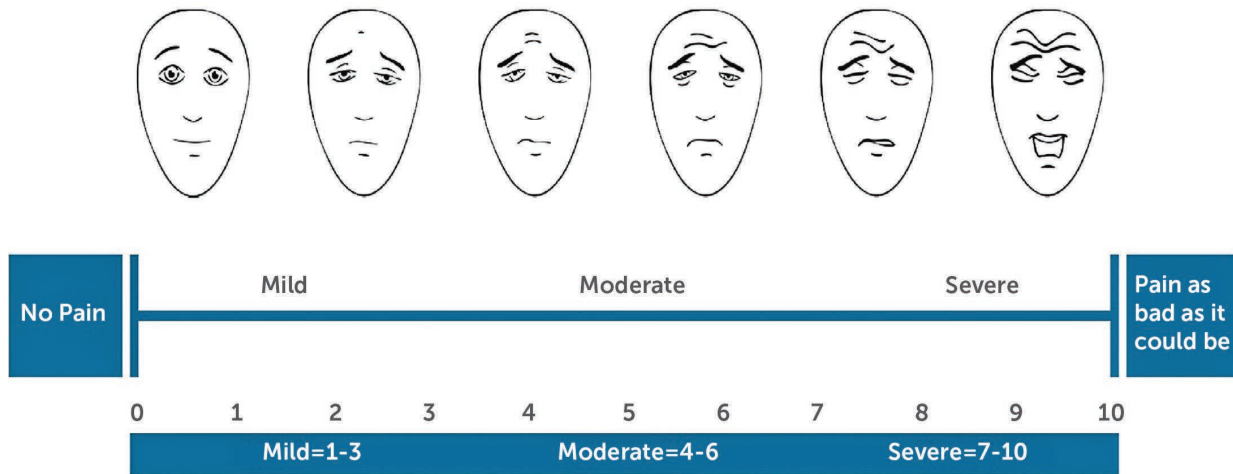 Mild Moderate Severe
No Pain
Pain as
bad as it
could be
0 1 2 3 4 5 6 7 8 9 10
Mild=1-3 Moderate=4-6 Severe=7-10